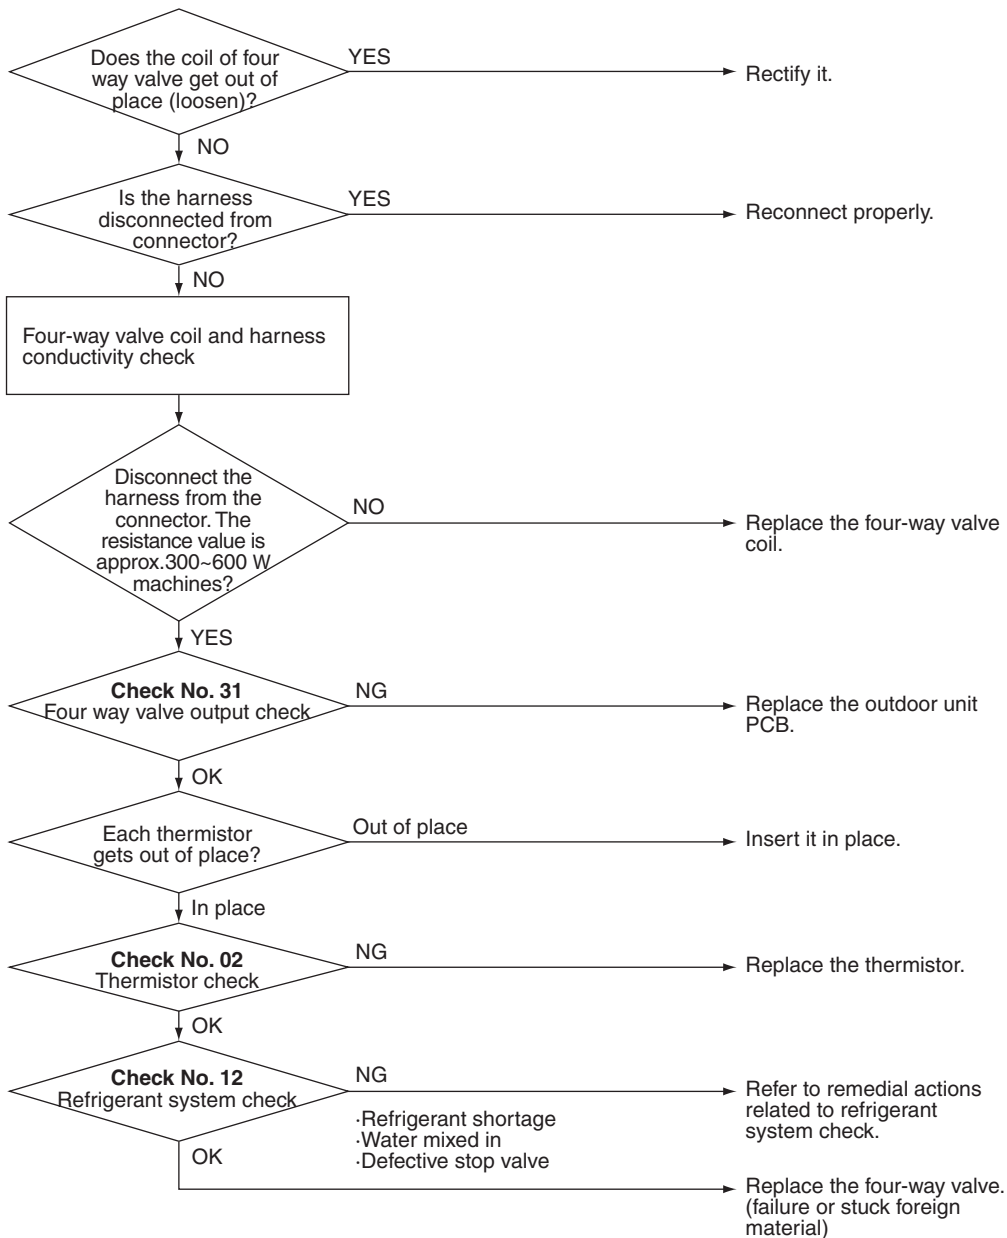 Does the coil of four
way valve get out of
place (loosen)?
YES
Rectify it.
NO
Is the harness
disconnected from
connector?
YES
Reconnect properly.
NO
Four-way valve coil and harness
conductivity check
Disconnect the
harness from the
connector. The
resistance value is
approx.300~600 W
machines?
NO
Replace the four-way valve
coil.
YES
Check No. 31
Four way valve output check
NG
Replace the outdoor unit
PCB.
OK
Each thermistor
gets out of place?
Out of place
Insert it in place.
In place
Check No. 02
Thermistor check
NG
Replace the thermistor.
OK
Check No. 12
Refrigerant system check
NG
·Refrigerant shortage
·Water mixed in
·Defective stop valve
Refer to remedial actions
related to refrigerant
system check.
OK
Replace the four-way valve.
(failure or stuck foreign
material)